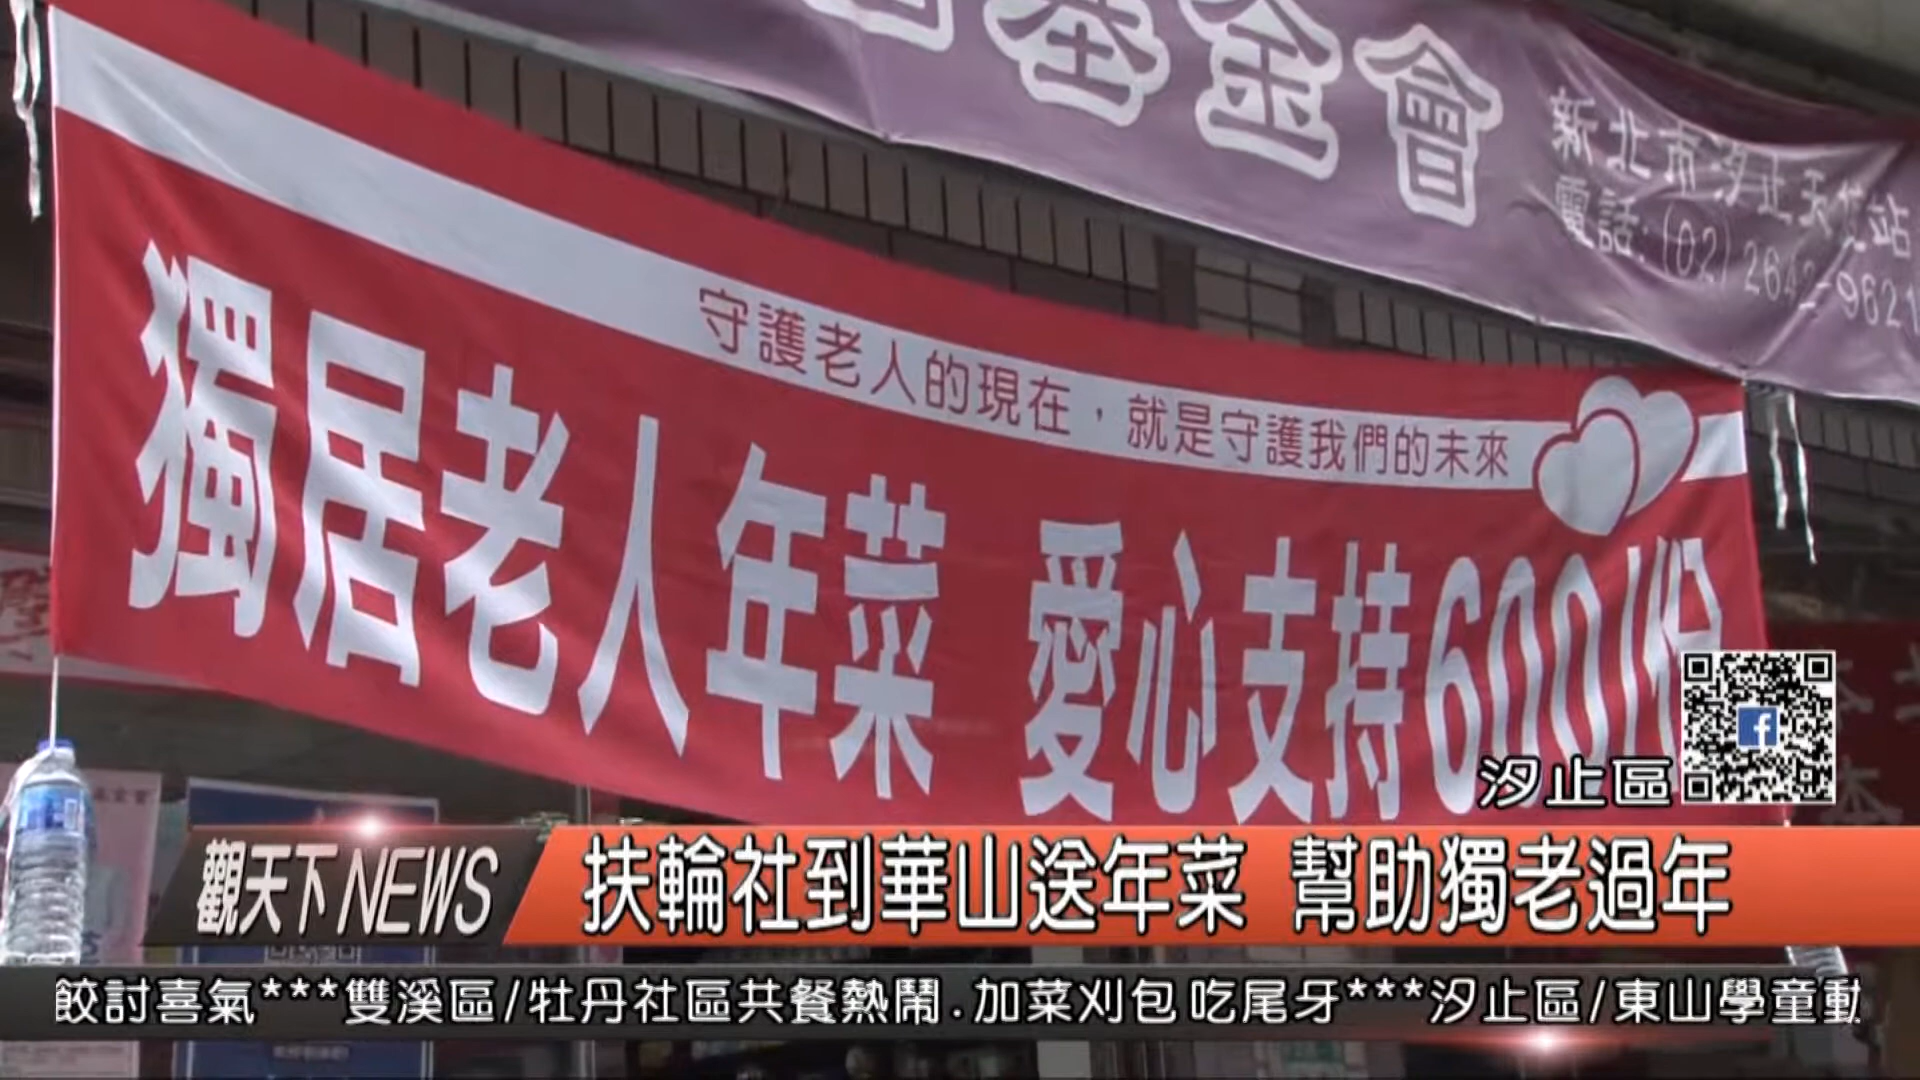 基金會
新北市汐止天使站
電話:(02)2642-9621
守護老人的現在,就是守護我們的未來
獨居老人年菜 愛心支持600份
汐止區
觀天下NEWS
扶輪社到華山送年菜 幫助獨老過年
餃討喜氣***雙溪區/牡丹社區共餐熱鬧.加菜刈包吃尾牙***汐止區/東山學童動